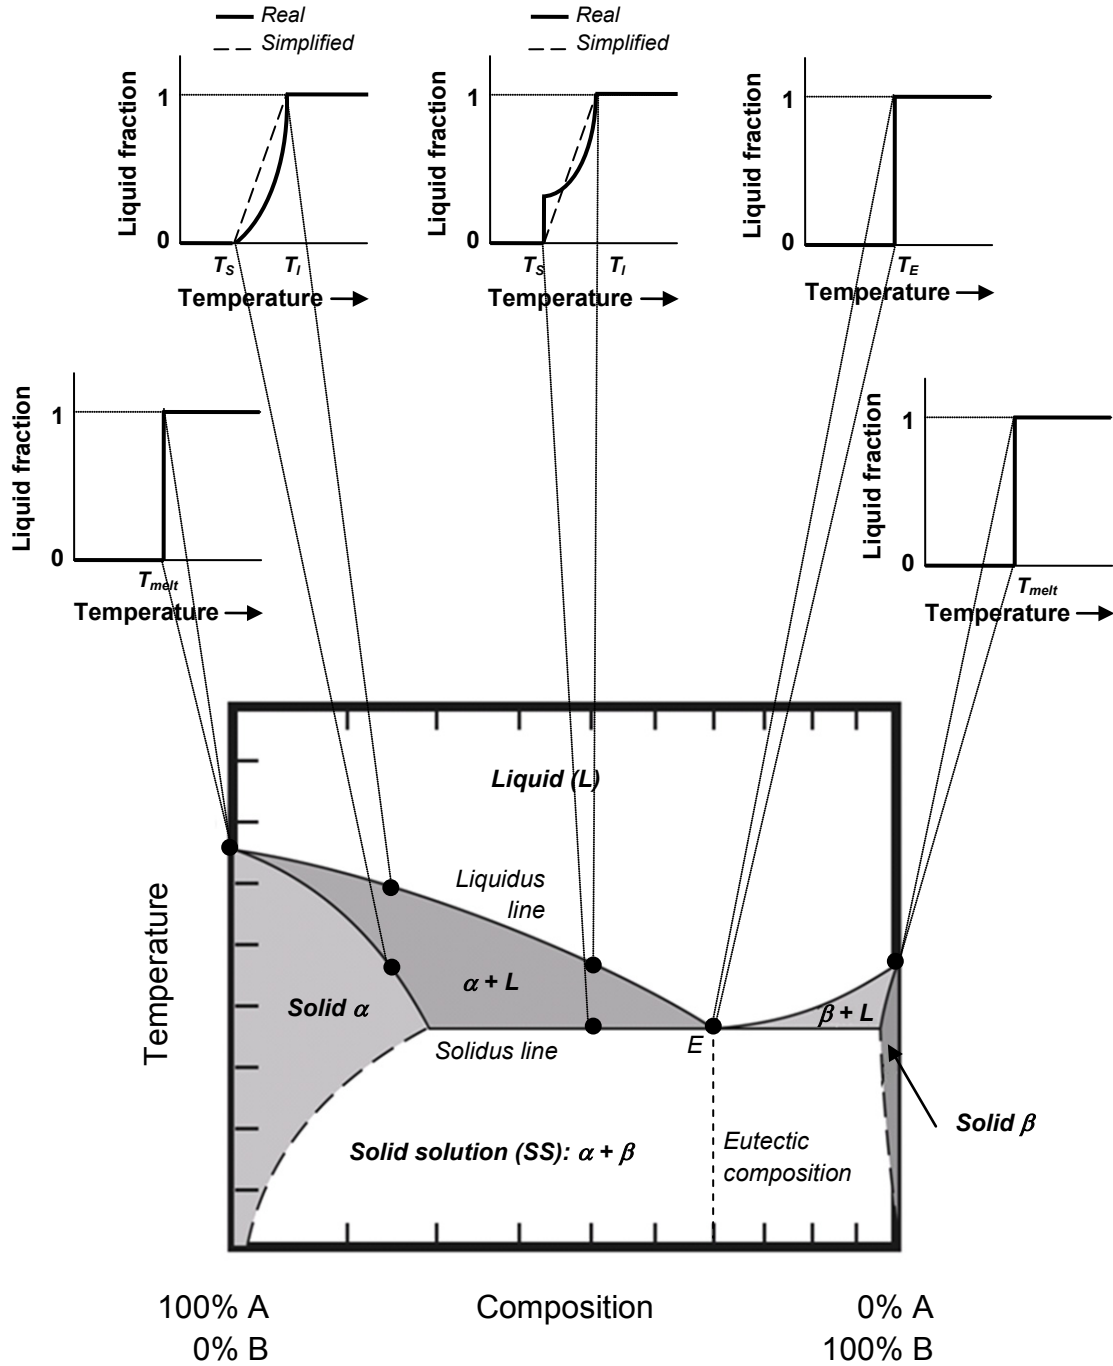 Real
Simplified
Liquid fraction
1
0
T_S T_l
Temperature
Real
Simplified
Liquid fraction
1
0
T_S T_l
Temperature
Liquid fraction
1
0
T_E
Temperature
Liquid fraction
1
0
T_melt
Temperature
Liquid fraction
1
0
T_melt
Temperature
Temperature
Liquid (L)
Liquidus
line
α + L
Solid α
β + L
Solidus line
E
Solid β
Solid solution (SS): α + β
Eutectic
composition
100% A
0% B
Composition
0% A
100% B